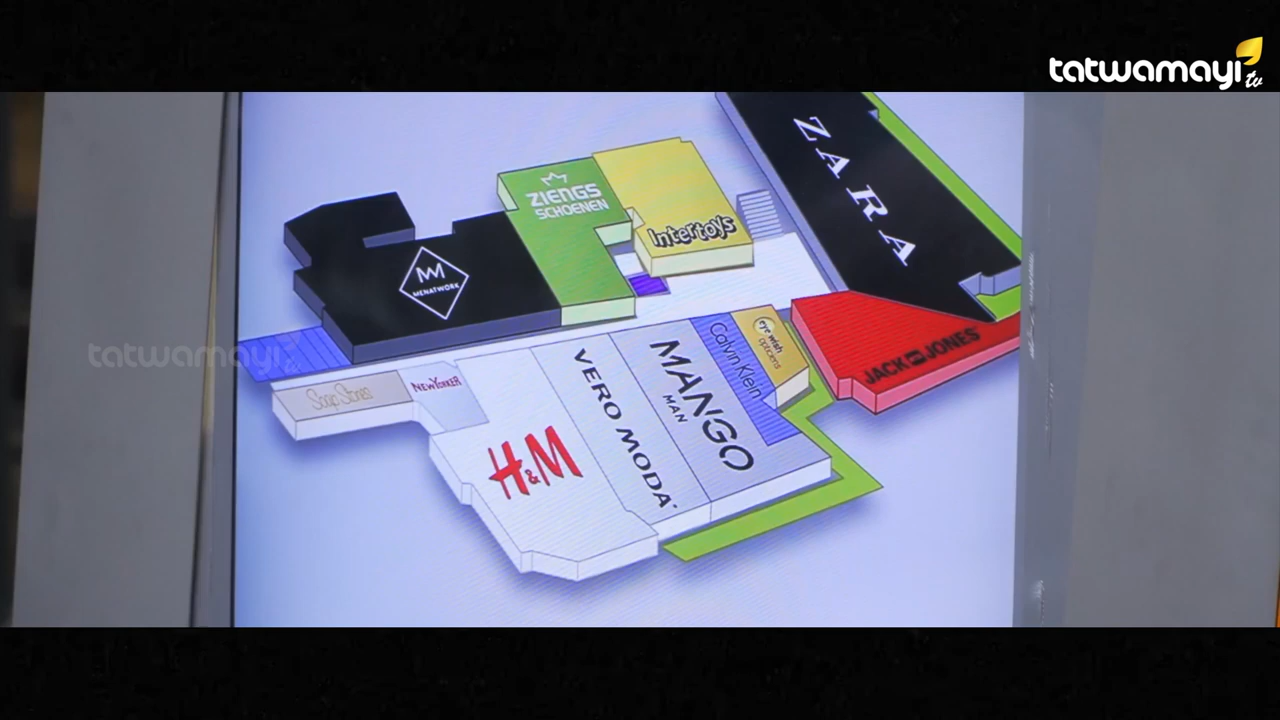 tatwamayi
tv
ZARA
ZIENGS
SCHOENEN
Intertoys
MENATWORK
eye wish
opticiens
Calvin Klein
JACK & JONES
MANGO
MAN
VERO MODA
NEW YORKER
Soap Stories
H&M
tatwamayi